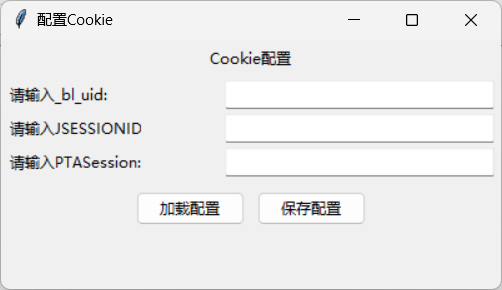 配置Cookie
Cookie配置
请输入_bl_uid:
请输入JSESSIONID
请输入PTASession:
加载配置 保存配置